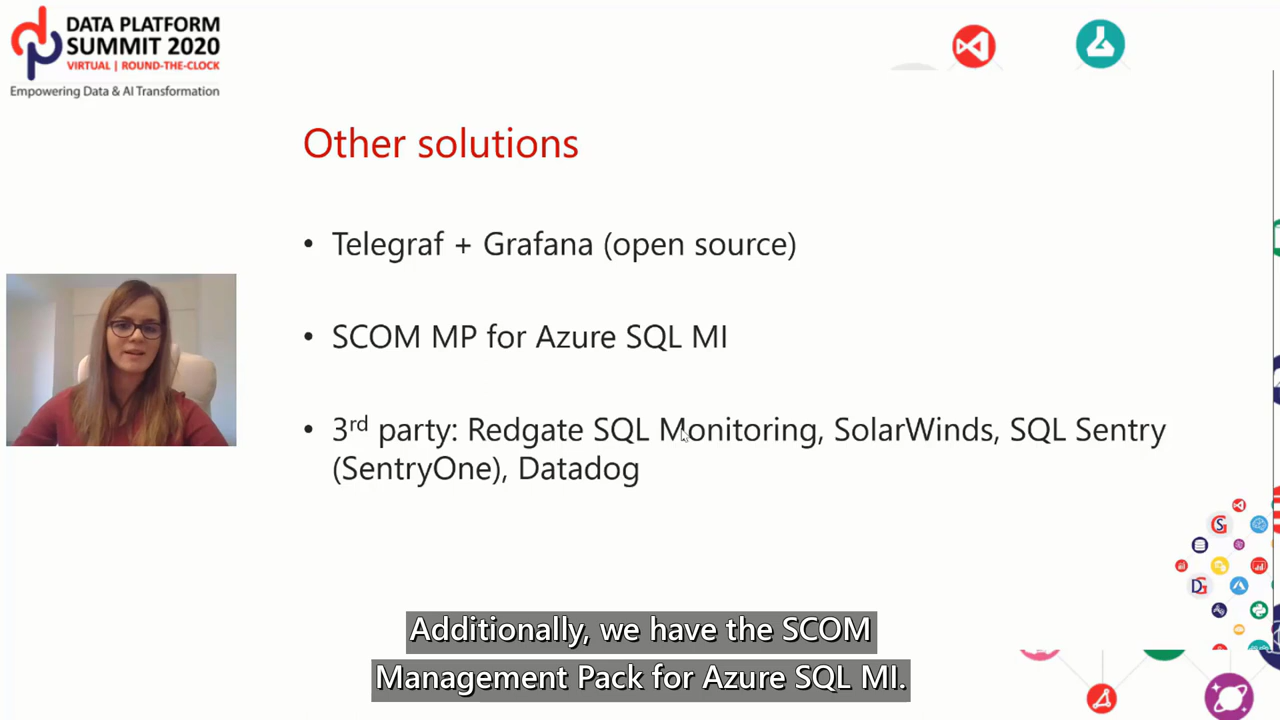 DATA PLATFORM
SUMMIT 2020
VIRTUAL | ROUND-THE-CLOCK
Empowering Data & AI Transformation
Other solutions
• Telegraf + Grafana (open source)
• SCOM MP for Azure SQL MI
• 3rd party: Redgate SQL Monitoring, SolarWinds, SQL Sentry
(SentryOne), Datadog
Additionally, we have the SCOM
Management Pack for Azure SQL MI.